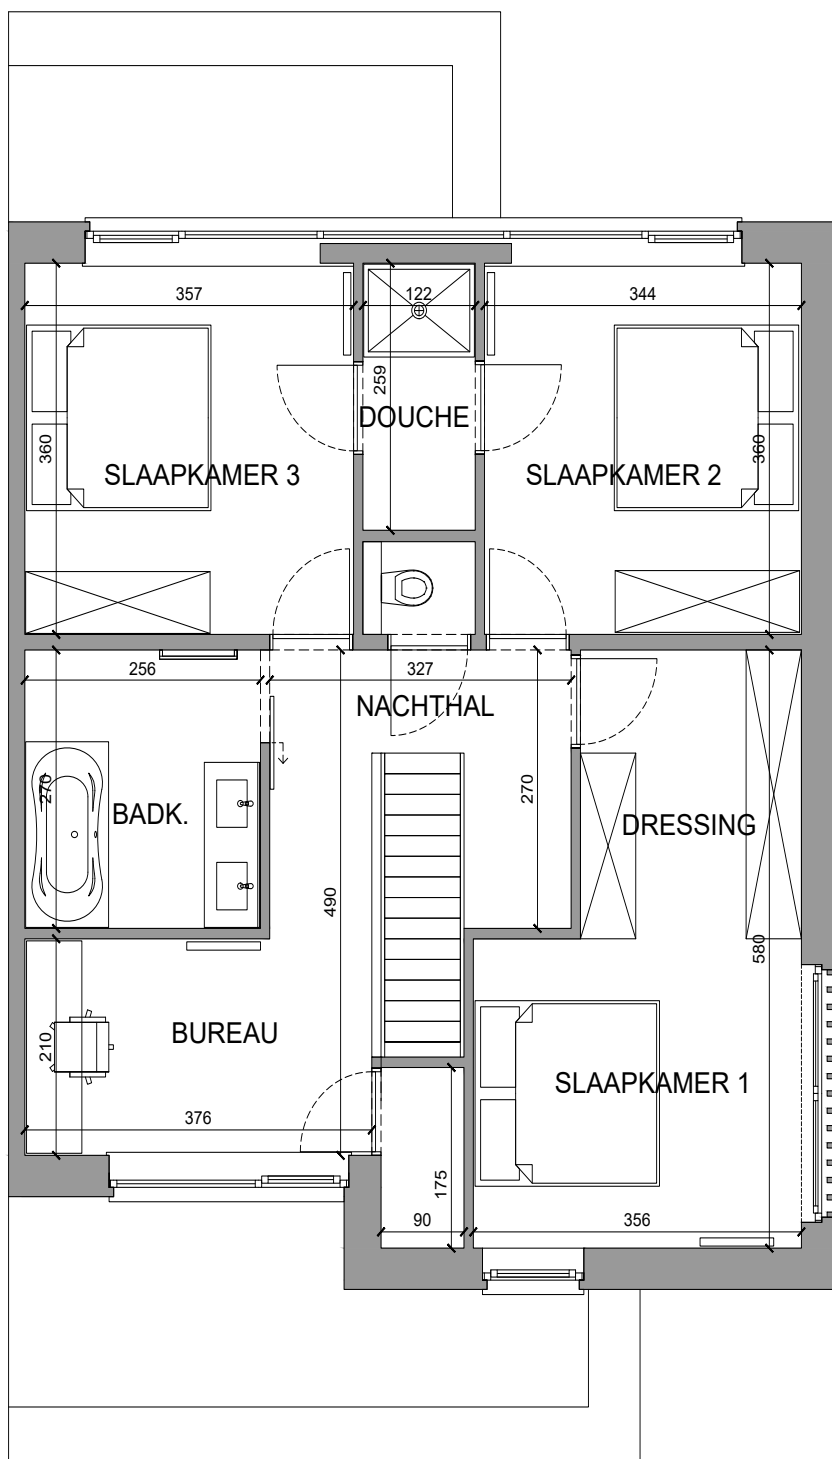 357
122
344
259
DOUCHE
360
SLAAPKAMER 3
SLAAPKAMER 2
360
256
327
NACHTHAL
270
BADK.
270
DRESSING
490
580
BUREAU
210
SLAAPKAMER 1
376
175
90
356